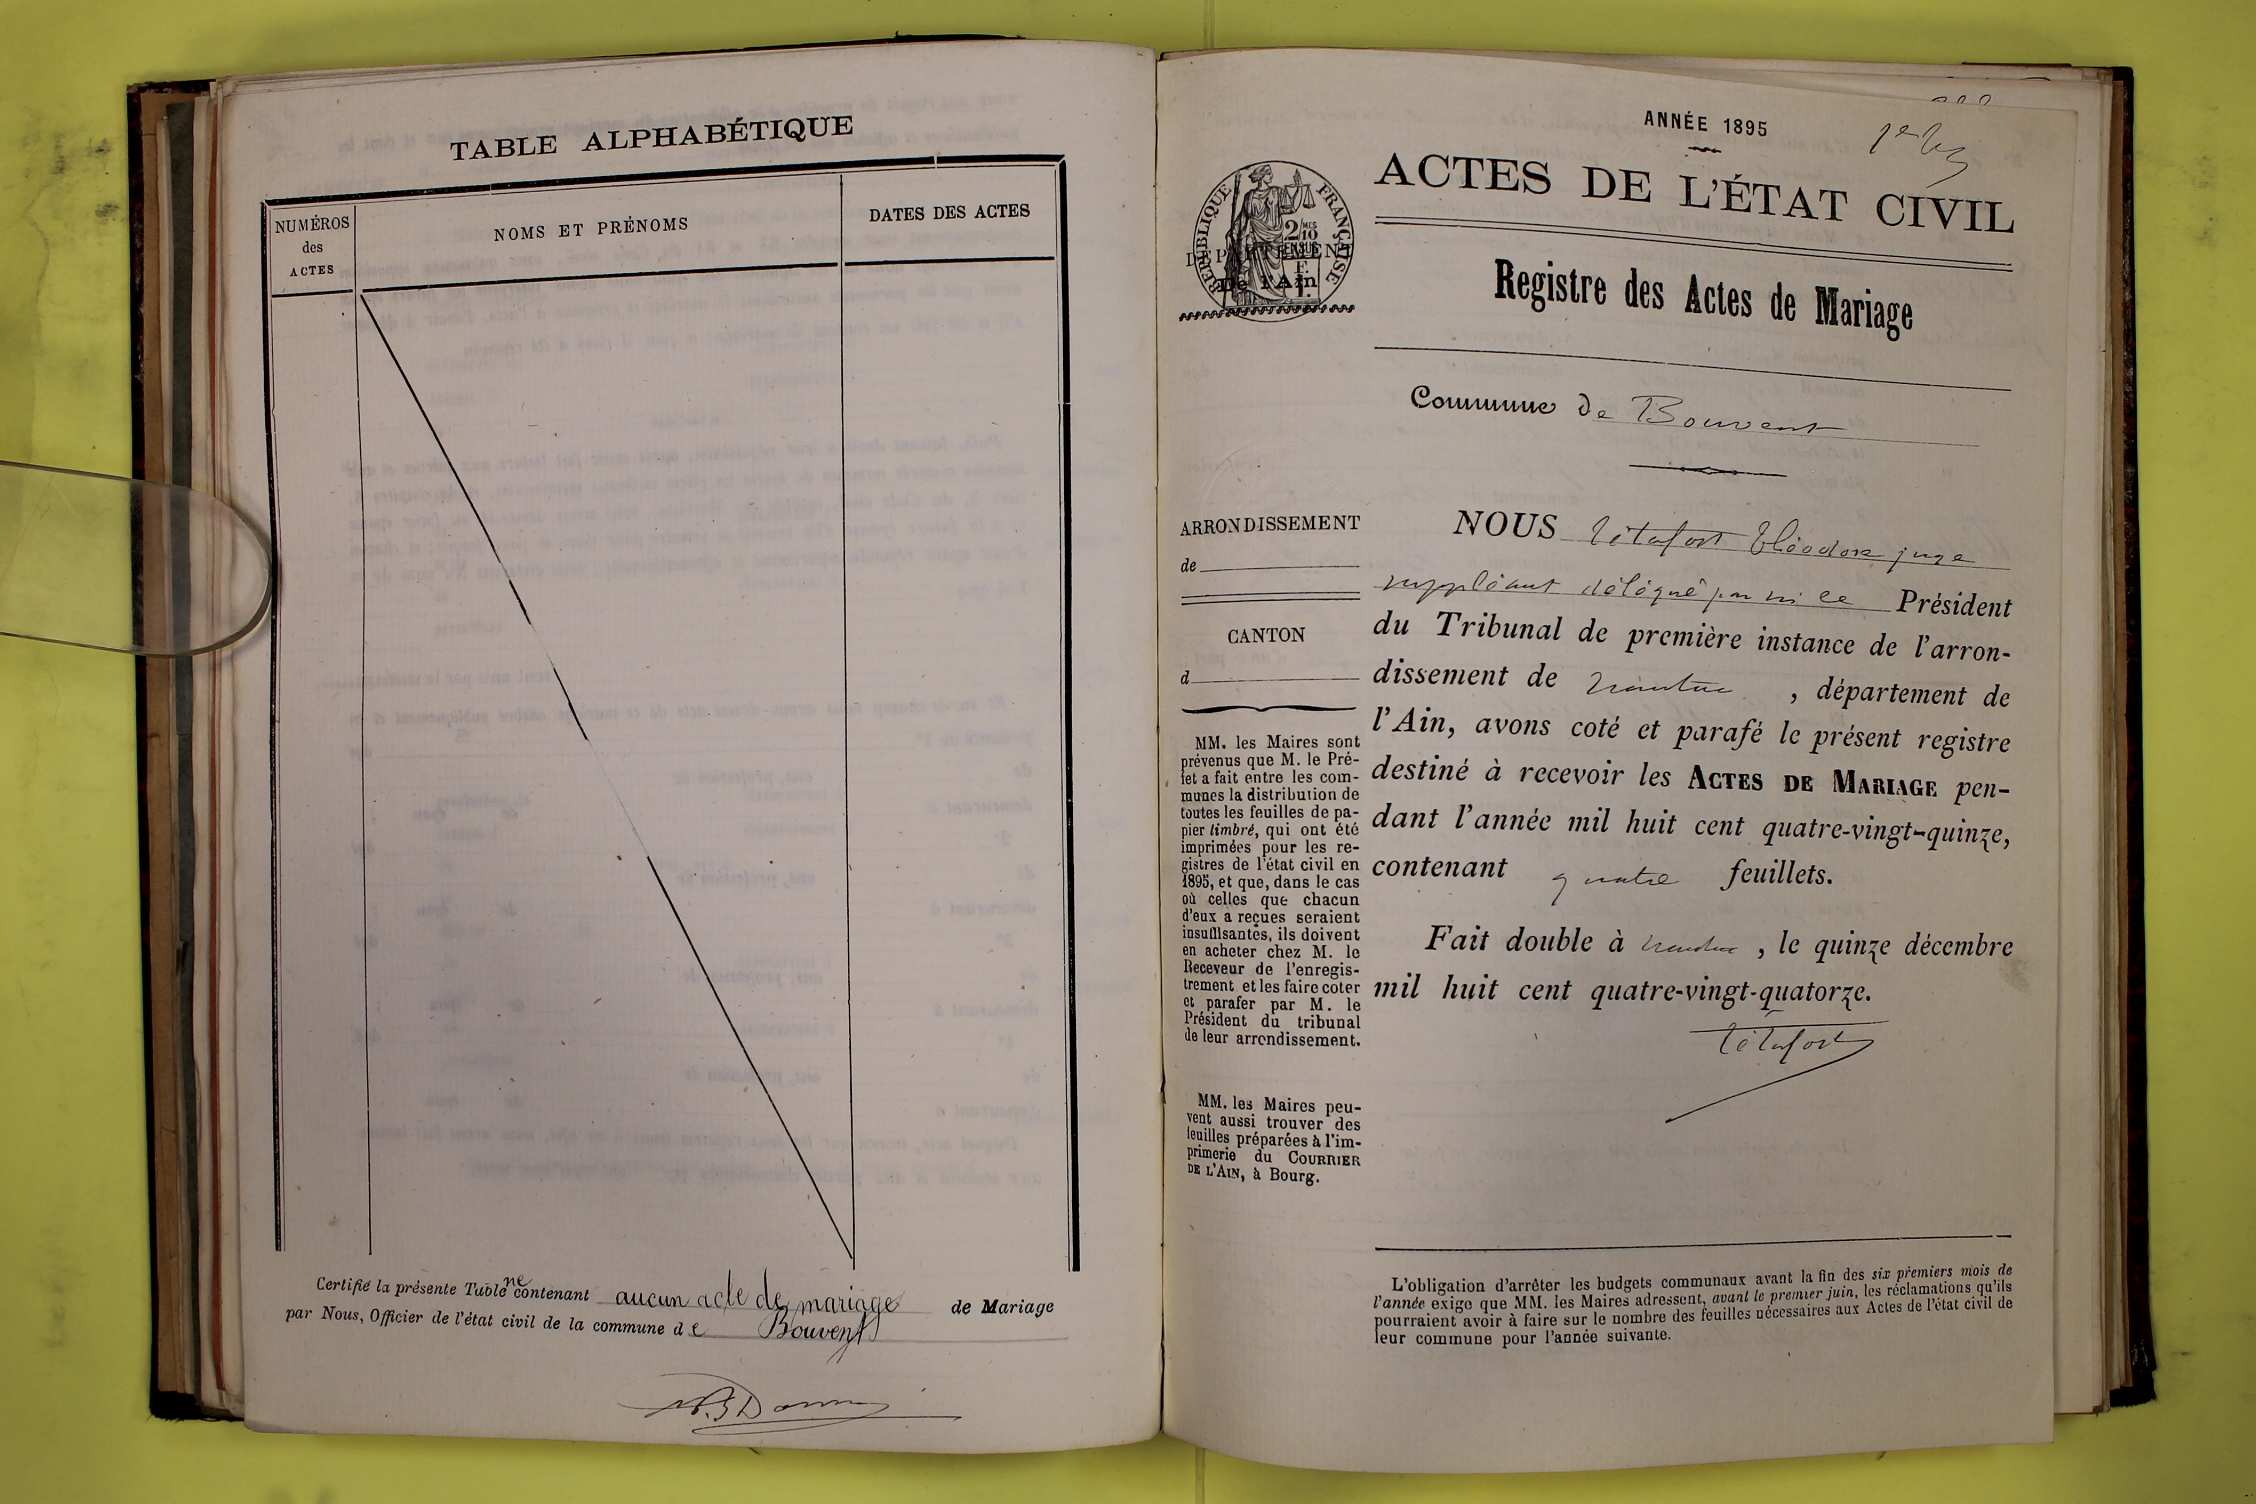 TABLE ALPHABÉTIQUE
NUMÉROS
des
ACTES
NOMS ET PRÉNOMS
DATES DES ACTES
Certifié la présente Table ne contenant aucun acte de mariage de Mariage
par Nous, Officier de l'état civil de la commune de Bouvent
ANNÉE 1895
ACTES DE L'ÉTAT CIVIL
RÉPUBLIQUE FRANÇAISE
2/10
EN SUS
DÉPARTEMENT
De l'Ain
Registre des Actes de Mariage
Commune de Bouvent
ARRONDISSEMENT
de
CANTON
d
MM. les Maires sont
prévenus que M. le Pré-
fet a fait entre les com-
munes la distribution de
toutes les feuilles de pa-
pier timbré, qui ont été
imprimées pour les re-
gistres de l'état civil en
1895, et que, dans le cas
où celles que chacun
d'eux a reçues seraient
insuffisantes, ils doivent
en acheter chez M. le
Receveur de l'enregis-
trement et les faire coter
et parafer par M. le
Président du tribunal
de leur arrondissement.
MM. les Maires peu-
vent aussi trouver des
feuilles préparées à l'im-
primerie du COURRIER
DE L'AIN, à Bourg.
NOUS Tétafort Théodore juge
suppléant délégué par M le Président
du Tribunal de première instance de l'arron-
dissement de Nantua , département de
l'Ain, avons coté et parafé le présent registre
destiné à recevoir les ACTES DE MARIAGE pen-
dant l'année mil huit cent quatre-vingt-quinze,
contenant quatre feuillets.
Fait double à Nantua , le quinze décembre
mil huit cent quatre-vingt-quatorze.
Tétafort
L'obligation d'arrêter les budgets communaux avant la fin des six premiers mois de
l'année exige que MM. les Maires adressent, avant le premier juin, les réclamations qu'ils
pourraient avoir à faire sur le nombre des feuilles nécessaires aux Actes de l'état civil de
leur commune pour l'année suivante.